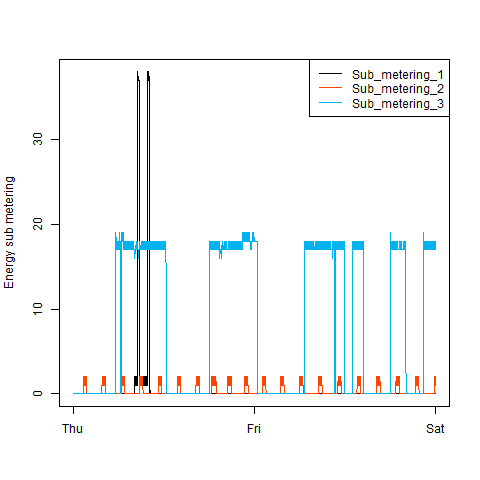 Sub_metering_1
Sub_metering_2
Sub_metering_3
Energy sub metering
30
20
10
0
Thu
Fri
Sat